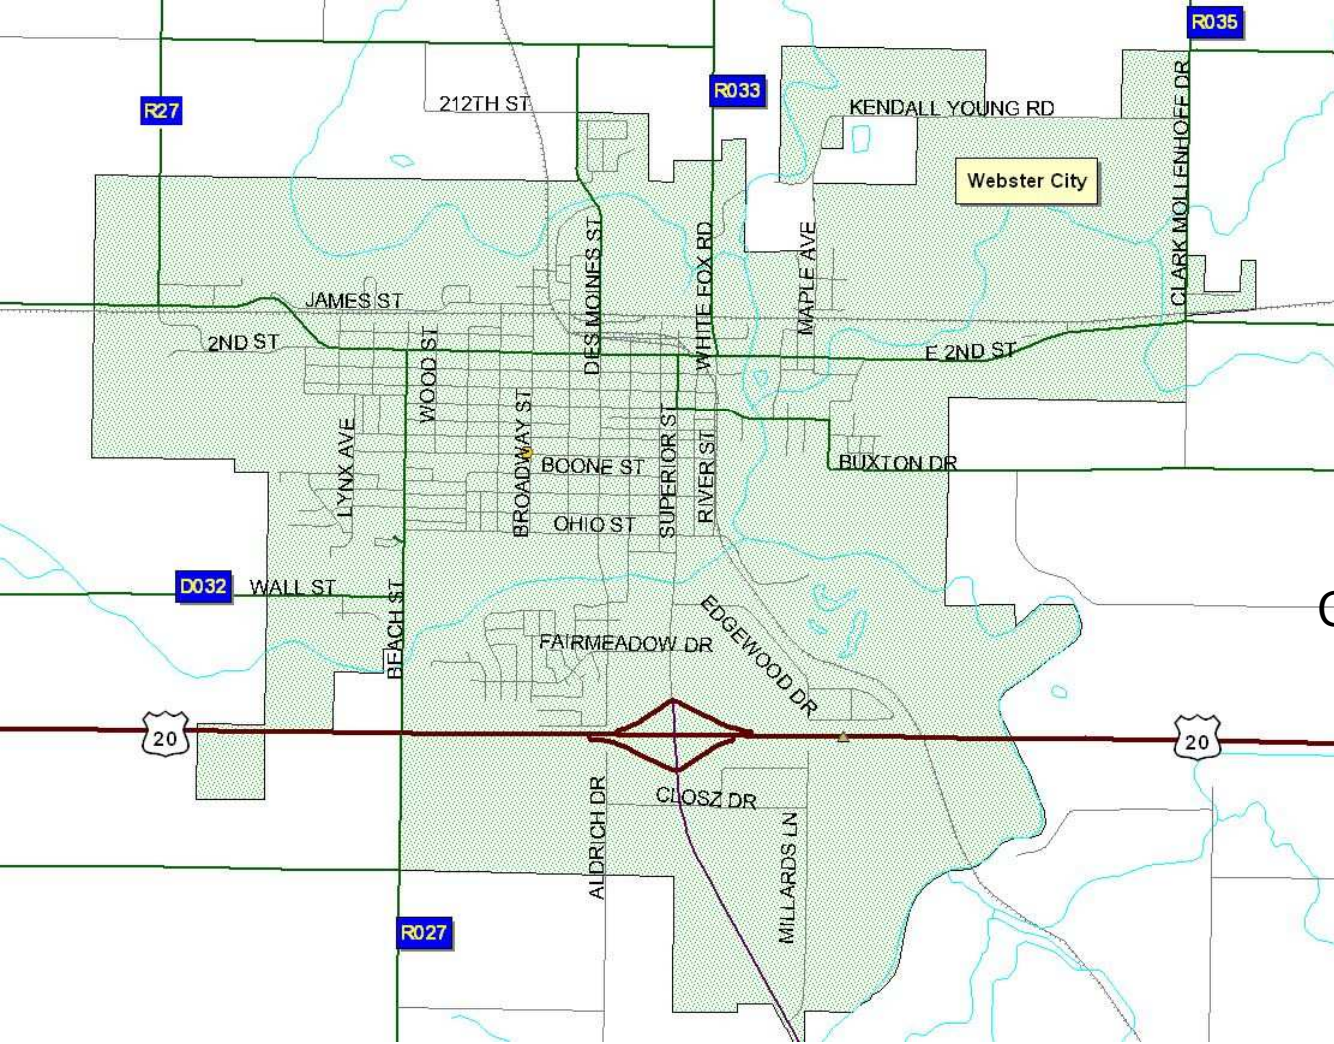 R035
R27
R033
212TH ST
KENDALL YOUNG RD
CLARK MOLLENHOFF DR
Webster City
DES MOINES ST
WHITE FOX RD
MAPLE AVE
JAMES ST
2ND ST
E 2ND ST
WOOD ST
LYNX AVE
BROADWAY ST
SUPERIOR ST
RIVER ST
BOONE ST
BUXTON DR
OHIO ST
D032
WALL ST
BEACH ST
EDGEWOOD DR
FAIRMEADOW DR
20
20
CLOSZ DR
ALDRICH DR
MILLARDS LN
R027